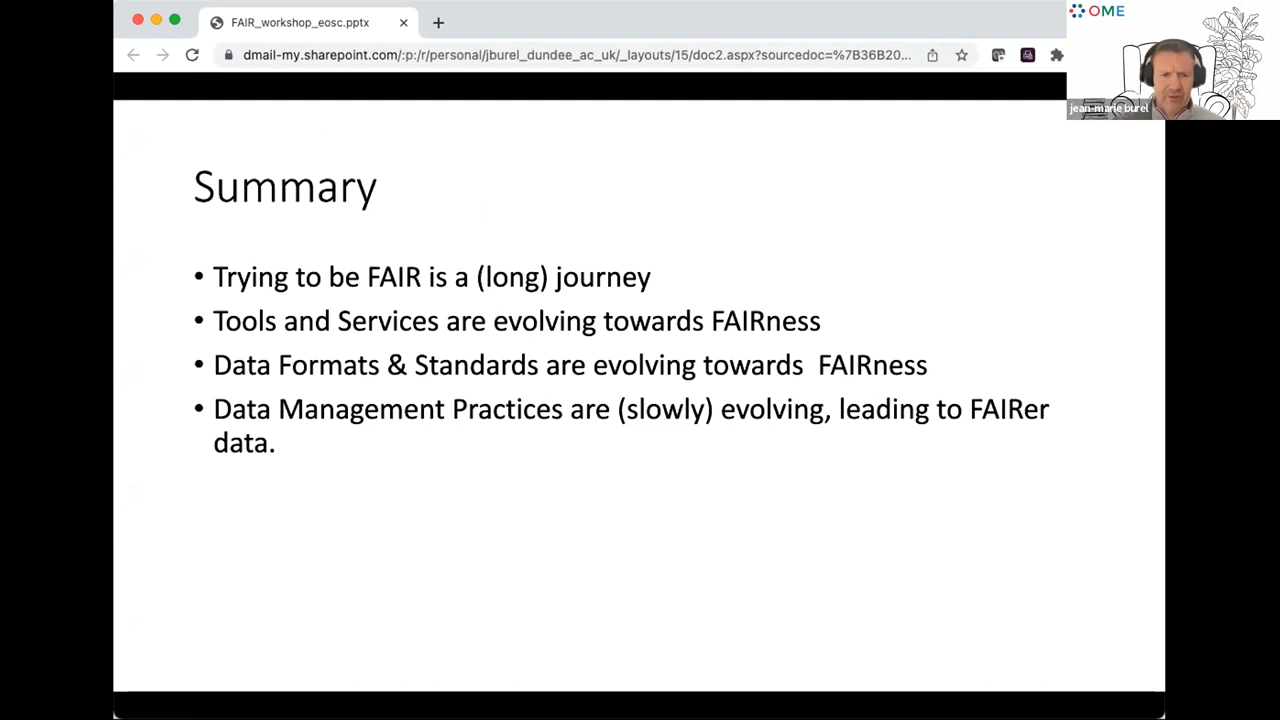 FAIR_workshop_eosc.pptx
dmail-my.sharepoint.com/:p:/r/personal/jburel_dundee_ac_uk/_layouts/15/doc2.aspx?sourcedoc=%7B36B20...
OME
jean-marie burel
Summary
• Trying to be FAIR is a (long) journey
• Tools and Services are evolving towards FAIRness
• Data Formats & Standards are evolving towards  FAIRness
• Data Management Practices are (slowly) evolving, leading to FAIRer
data.